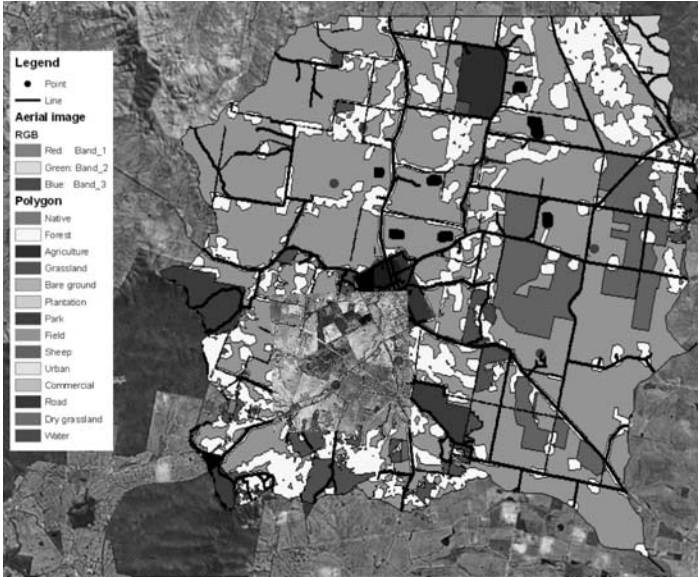 Legend
Point
Line
Aerial image
RGB
Red: Band_1
Green: Band_2
Blue: Band_3
Polygon
Native
Forest
Agriculture
Grassland
Bare ground
Plantation
Park
Field
Sheep
Urban
Commercial
Road
Dry grassland
Water